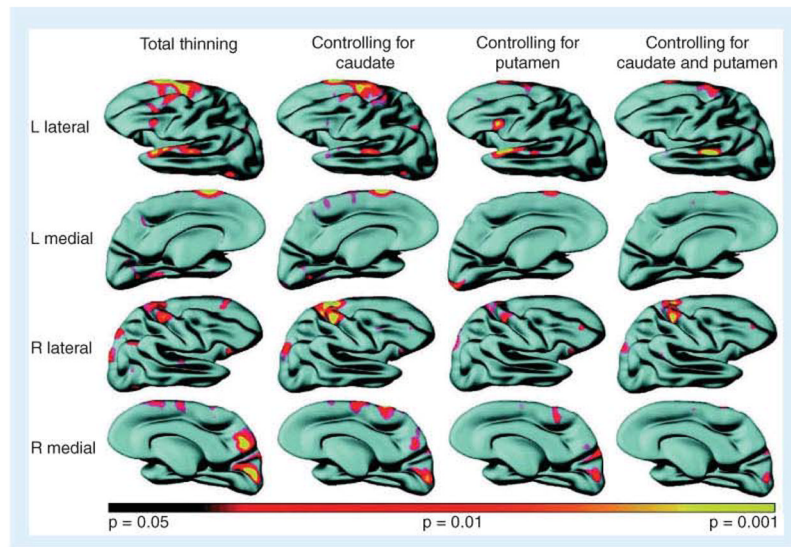 Total thinning
Controlling for
caudate
Controlling for
putamen
Controlling for
caudate and putamen
L lateral
L medial
R lateral
R medial
p = 0.05
p = 0.01
p = 0.001